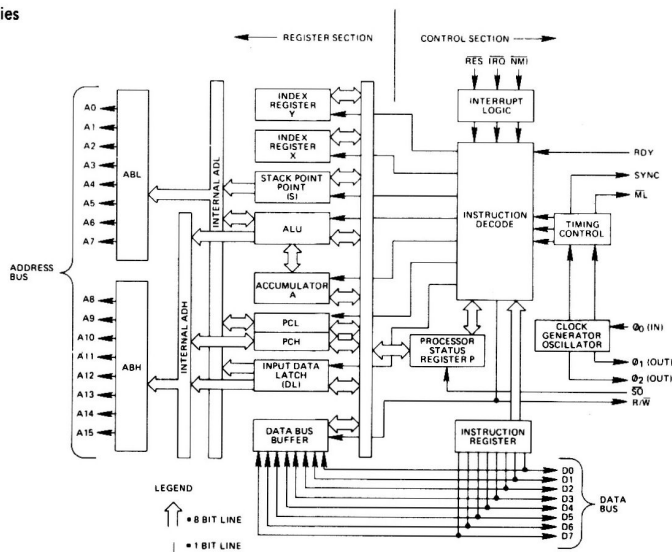 ies
REGISTER SECTION
CONTROL SECTION
RES IRQ NMI
INTERRUPT
LOGIC
INDEX
REGISTER
Y
INDEX
REGISTER
X
STACK POINT
POINT
(S)
ALU
ACCUMULATOR
A
PCL
PCH
INPUT DATA
LATCH
(DL)
DATA BUS
BUFFER
INTERNAL ADL
INTERNAL ADH
ABL
ABH
ADDRESS
BUS
A0
A1
A2
A3
A4
A5
A6
A7
A8
A9
A10
A11
A12
A13
A14
A15
INSTRUCTION
DECODE
TIMING
CONTROL
CLOCK
GENERATOR
OSCILLATOR
PROCESSOR
STATUS
REGISTER P
INSTRUCTION
REGISTER
RDY
SYNC
ML
Ø0 (IN)
Ø1 (OUT)
Ø2 (OUT)
SO
R/W
D0
D1
D2
D3
D4
D5
D6
D7
DATA
BUS
LEGEND
= 8 BIT LINE
= 1 BIT LINE